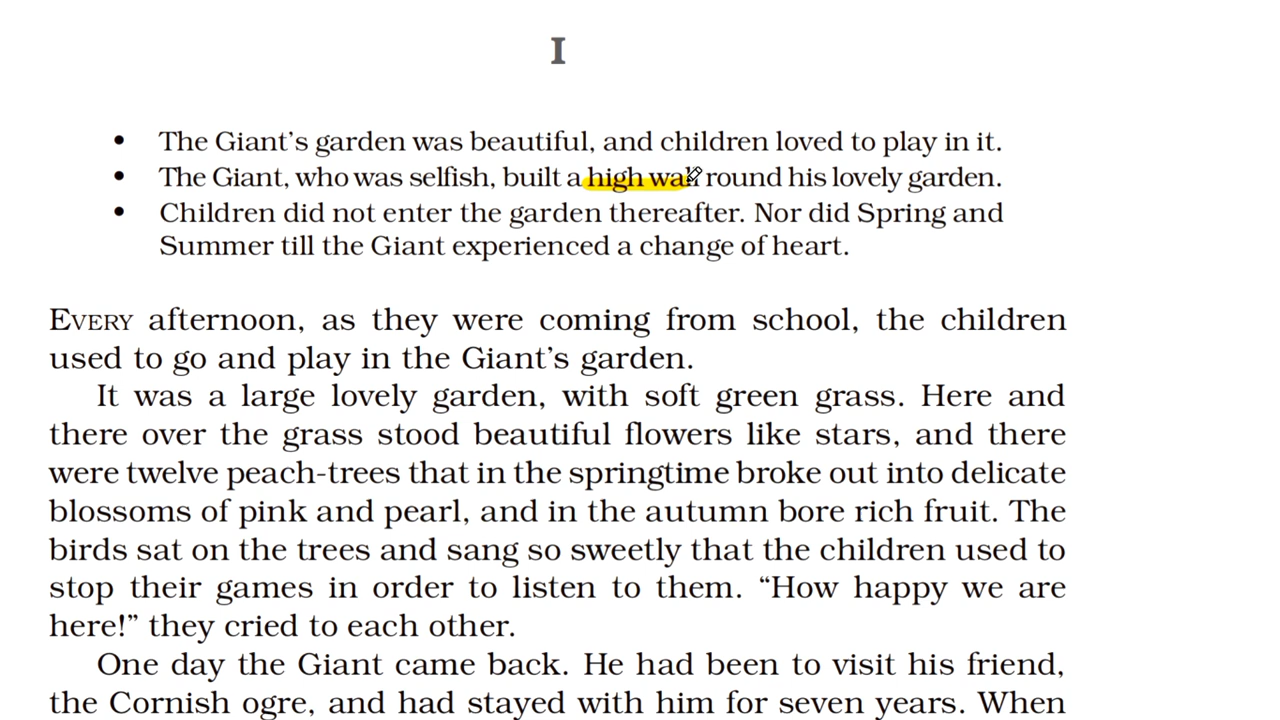 I
• The Giant's garden was beautiful, and children loved to play in it.
• The Giant, who was selfish, built a high wall round his lovely garden.
• Children did not enter the garden thereafter. Nor did Spring and
Summer till the Giant experienced a change of heart.
EVERY afternoon, as they were coming from school, the children
used to go and play in the Giant's garden.
It was a large lovely garden, with soft green grass. Here and
there over the grass stood beautiful flowers like stars, and there
were twelve peach-trees that in the springtime broke out into delicate
blossoms of pink and pearl, and in the autumn bore rich fruit. The
birds sat on the trees and sang so sweetly that the children used to
stop their games in order to listen to them. “How happy we are
here!” they cried to each other.
One day the Giant came back. He had been to visit his friend,
the Cornish ogre, and had stayed with him for seven years. When